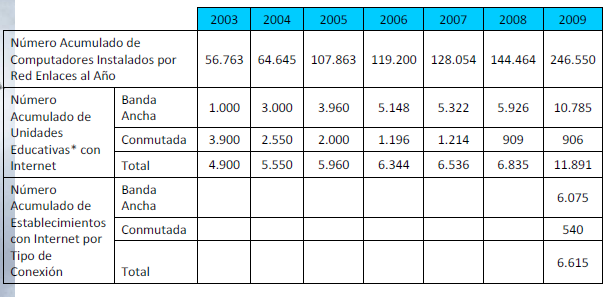 2003 2004 2005 2006 2007 2008 2009
Número Acumulado de
Computadores Instalados por
Red Enlaces al Año
56.763 64.645 107.863 119.200 128.054 144.464 246.550
Número
Acumulado de
Unidades
Educativas* con
Internet
Banda
Ancha
1.000 3.000 3.960 5.148 5.322 5.926 10.785
Conmutada 3.900 2.550 2.000 1.196 1.214 909 906
Total 4.900 5.550 5.960 6.344 6.536 6.835 11.891
Número
Acumulado de
Establecimientos
con Internet por
Tipo de
Conexión
Banda
Ancha
6.075
Conmutada 540
Total 6.615